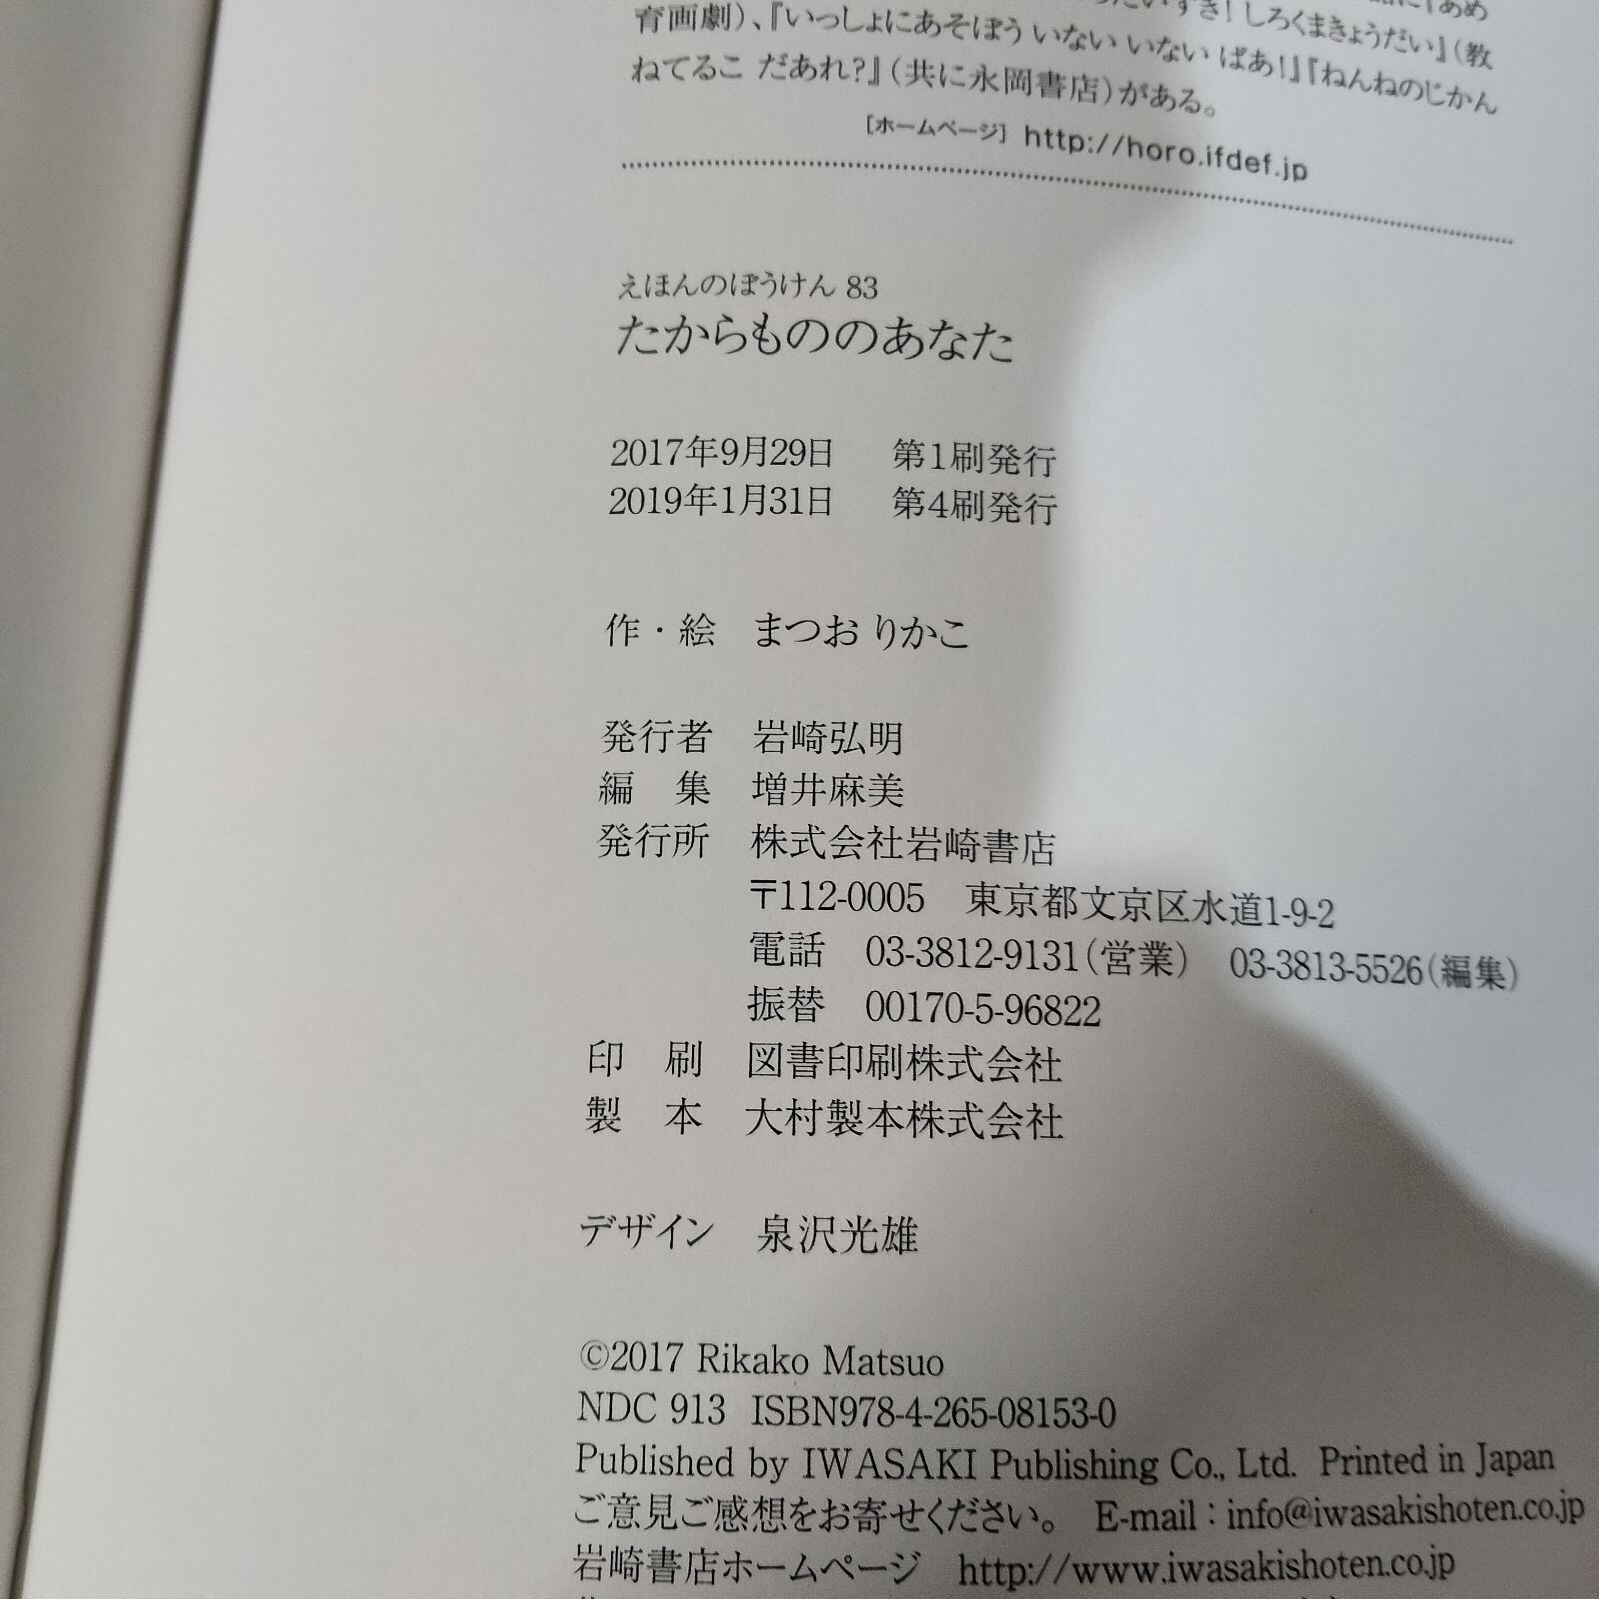 すき！しろくまきょうだい』（教
育画劇）、『いっしょにあそぼう いない いない ばあ！』『ねんねのじかん
ねてるこ だあれ？』（共に永岡書店）がある。
［ホームページ］ http://horo.ifdef.jp
えほんのぼうけん 83
たからもののあなた
2017年9月29日 第1刷発行
2019年1月31日 第4刷発行
作・絵 まつお りかこ
発行者 岩崎弘明
編 集 増井麻美
発行所 株式会社岩崎書店
〒112-0005 東京都文京区水道1-9-2
電話 03-3812-9131（営業） 03-3813-5526（編集）
振替 00170-5-96822
印 刷 図書印刷株式会社
製 本 大村製本株式会社
デザイン 泉沢光雄
©2017 Rikako Matsuo
NDC 913 ISBN978-4-265-08153-0
Published by IWASAKI Publishing Co., Ltd. Printed in Japan
ご意見ご感想をお寄せください。 E-mail：info@iwasakishoten.co.jp
岩崎書店ホームページ http://www.iwasakishoten.co.jp